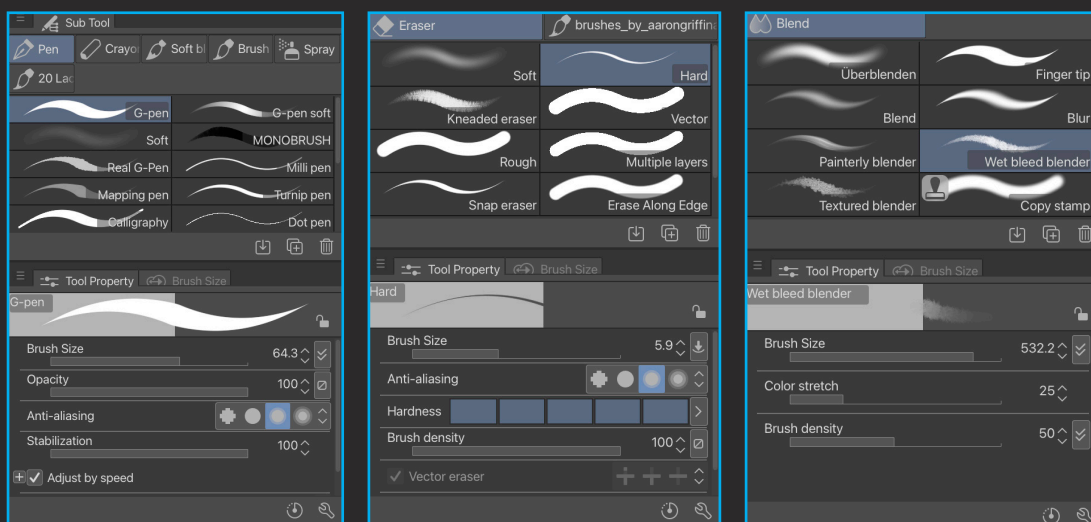 Sub Tool
Pen
Crayo
Soft bl
Brush
Spray
20 Lac
G-pen
G-pen soft
Soft
MONOBRUSH
Real G-Pen
Milli pen
Mapping pen
Turnip pen
Calligraphy
Dot pen
Tool Property
Brush Size
G-pen
Brush Size
64.3
Opacity
100
Anti-aliasing
Stabilization
100
Adjust by speed
Eraser
brushes_by_aarongriffina
Soft
Hard
Kneaded eraser
Vector
Rough
Multiple layers
Snap eraser
Erase Along Edge
Tool Property
Brush Size
Hard
Brush Size
5.9
Anti-aliasing
Hardness
Brush density
100
Vector eraser
Blend
Überblenden
Finger tip
Blend
Blur
Painterly blender
Wet bleed blender
Textured blender
Copy stamp
Tool Property
Brush Size
Wet bleed blender
Brush Size
532.2
Color stretch
25
Brush density
50